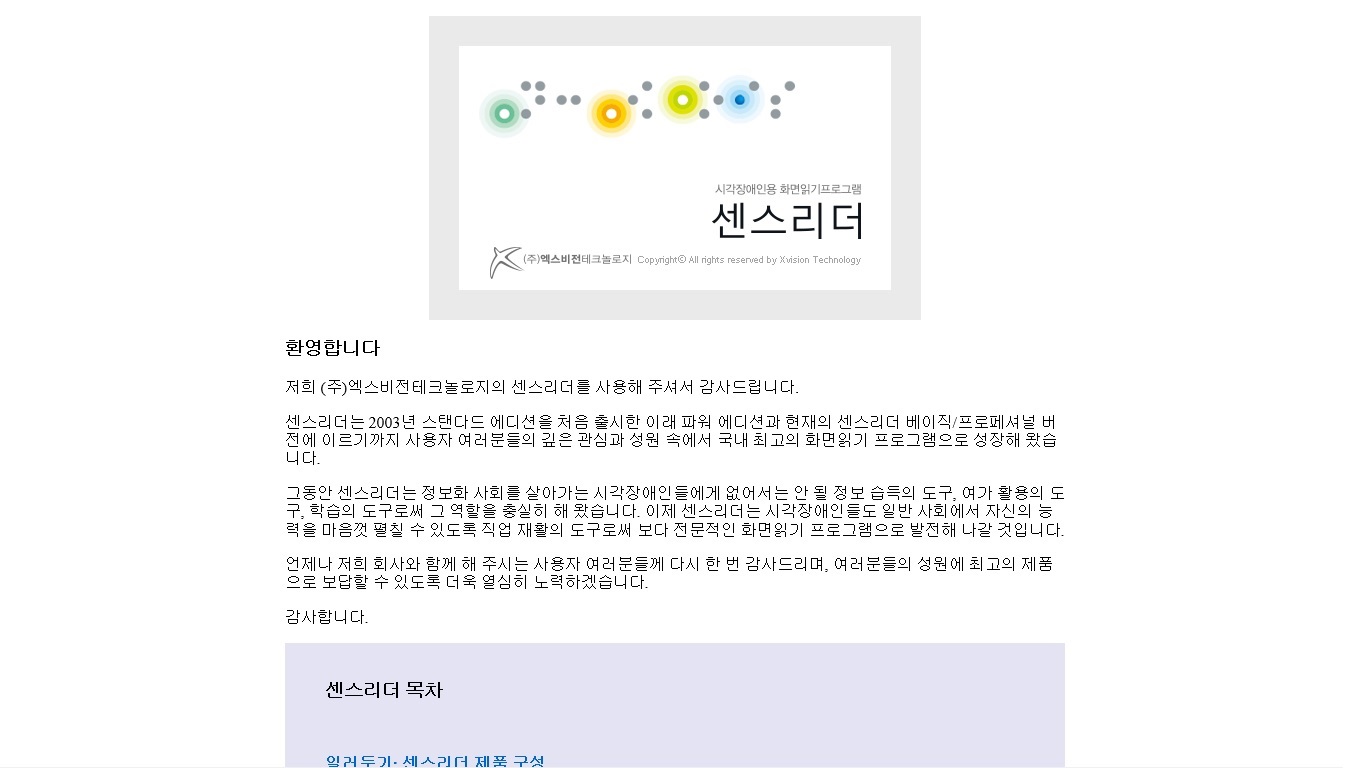 시각장애인용 화면읽기프로그램
센스리더
(주)엑스비전테크놀로지 Copyright© All rights reserved by Xvision Technology
환영합니다
저희 (주)엑스비전테크놀로지의 센스리더를 사용해 주셔서 감사드립니다.
센스리더는 2003년 스탠다드 에디션을 처음 출시한 이래 파워 에디션과 현재의 센스리더 베이직/프로페셔널 버
전에 이르기까지 사용자 여러분들의 깊은 관심과 성원 속에서 국내 최고의 화면읽기 프로그램으로 성장해 왔습
니다.
그동안 센스리더는 정보화 사회를 살아가는 시각장애인들에게 없어서는 안 될 정보 습득의 도구, 여가 활용의 도
구, 학습의 도구로써 그 역할을 충실히 해 왔습니다. 이제 센스리더는 시각장애인들도 일반 사회에서 자신의 능
력을 마음껏 펼칠 수 있도록 직업 재활의 도구로써 보다 전문적인 화면읽기 프로그램으로 발전해 나갈 것입니다.
언제나 저희 회사와 함께 해 주시는 사용자 여러분들께 다시 한 번 감사드리며, 여러분들의 성원에 최고의 제품
으로 보답할 수 있도록 더욱 열심히 노력하겠습니다.
감사합니다.
센스리더 목차
일러두기: 센스리더 제품 구성